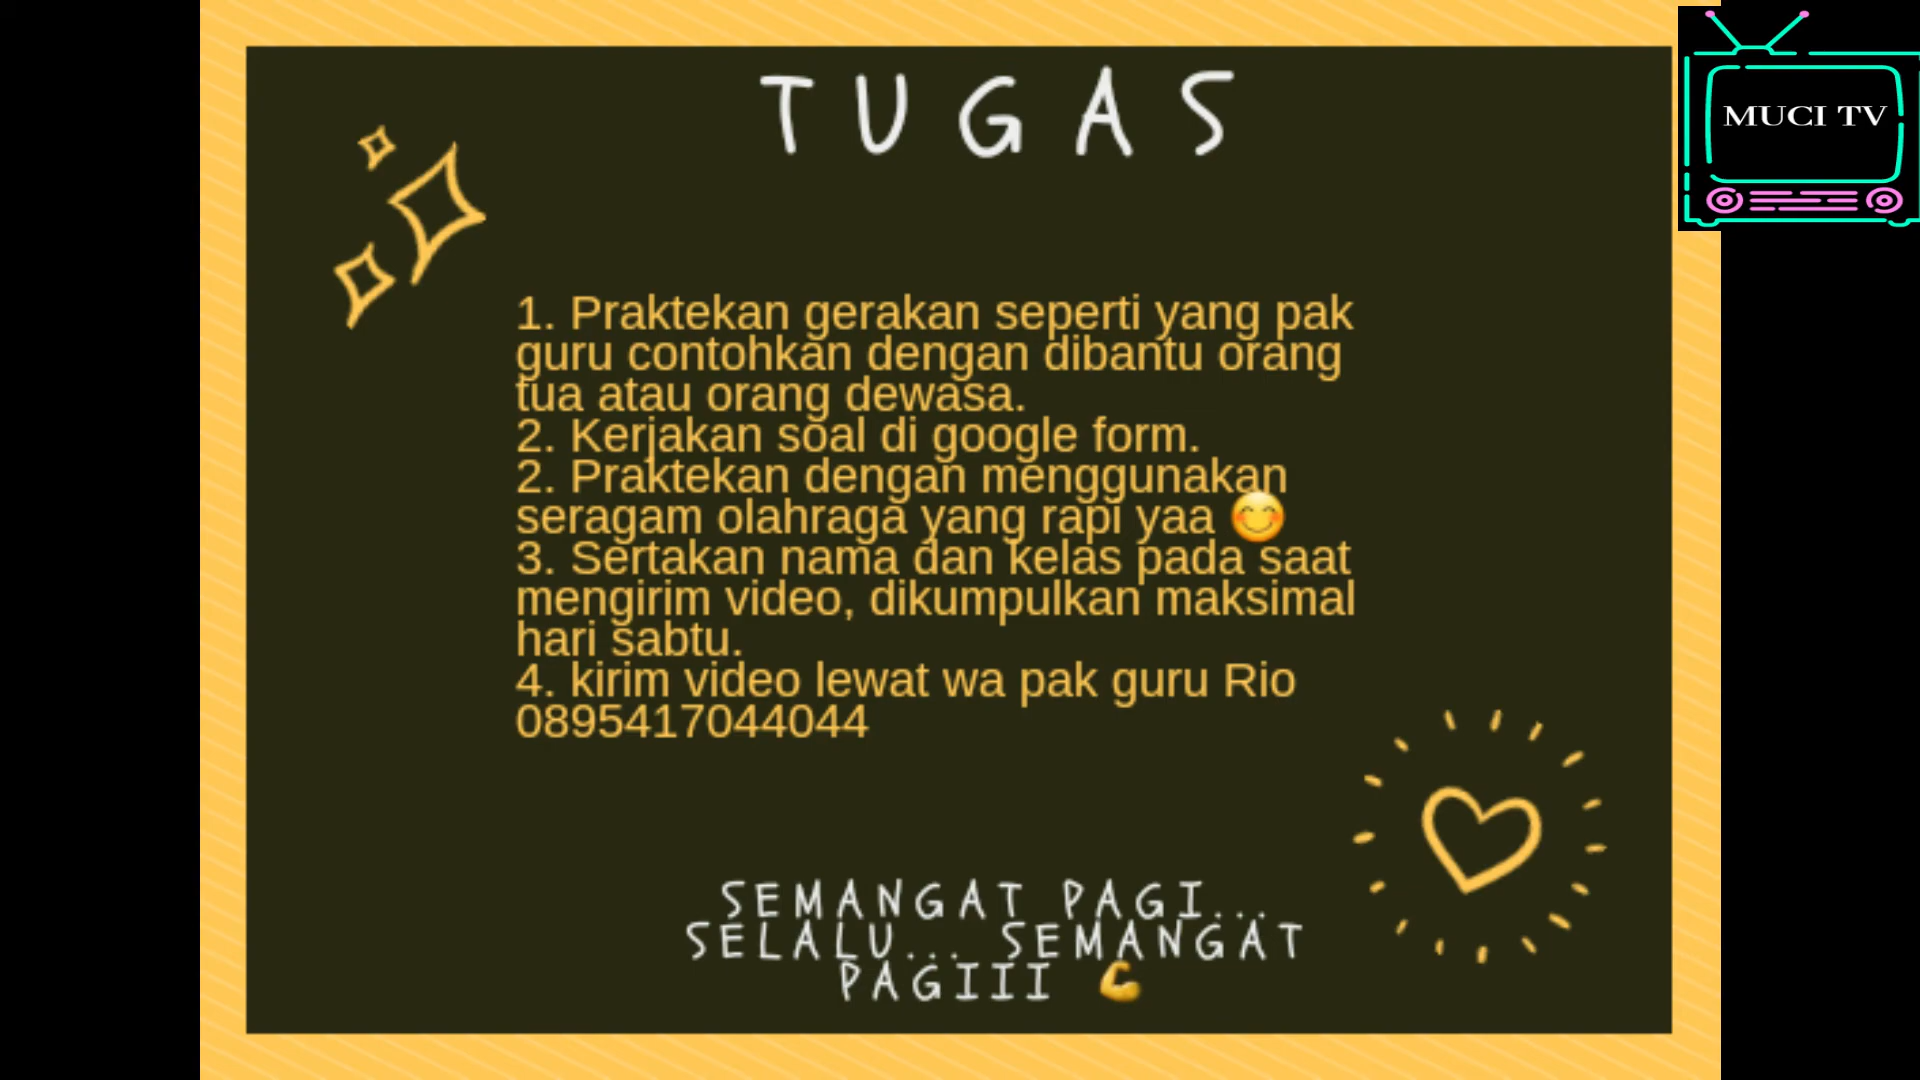 TUGAS
MUCI TV
1. Praktekan gerakan seperti yang pak
guru contohkan dengan dibantu orang
tua atau orang dewasa.
2. Kerjakan soal di google form.
2. Praktekan dengan menggunakan
seragam olahraga yang rapi yaa 😊
3. Sertakan nama dan kelas pada saat
mengirim video, dikumpulkan maksimal
hari sabtu.
4. kirim video lewat wa pak guru Rio
0895417044044
SEMANGAT PAGI...
SELALU... SEMANGAT
PAGIII 💪